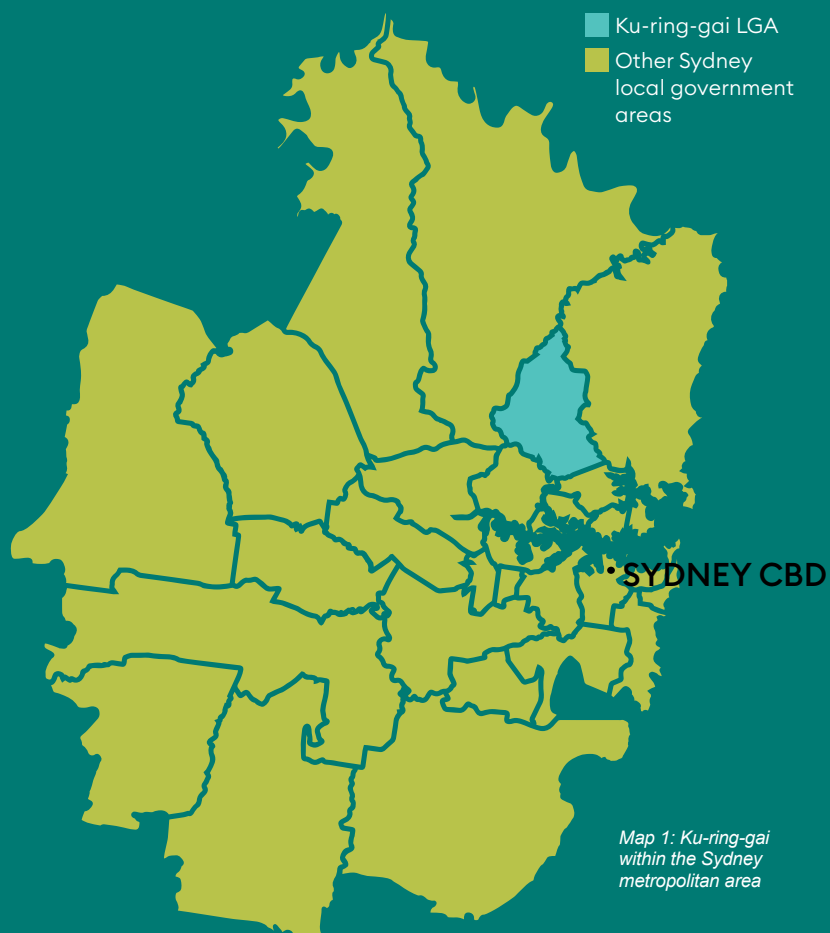 Ku-ring-gai LGA
Other Sydney
local government
areas
SYDNEY CBD
Map 1: Ku-ring-gai
within the Sydney
metropolitan area